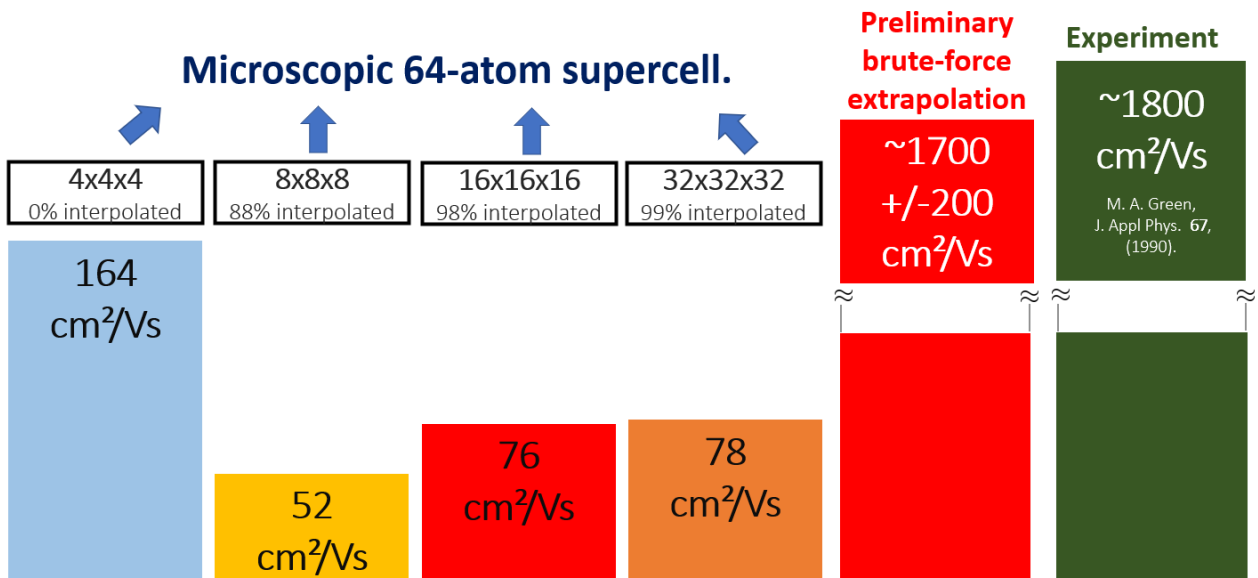 Microscopic 64-atom supercell.
4x4x4
0% interpolated
8x8x8
88% interpolated
16x16x16
98% interpolated
32x32x32
99% interpolated
164
cm²/Vs
52
cm²/Vs
76
cm²/Vs
78
cm²/Vs
Preliminary
brute-force
extrapolation
~1700
+/-200
cm²/Vs
≈ ≈
Experiment
~1800
cm²/Vs
M. A. Green,
J. Appl Phys. 67,
(1990).
≈ ≈